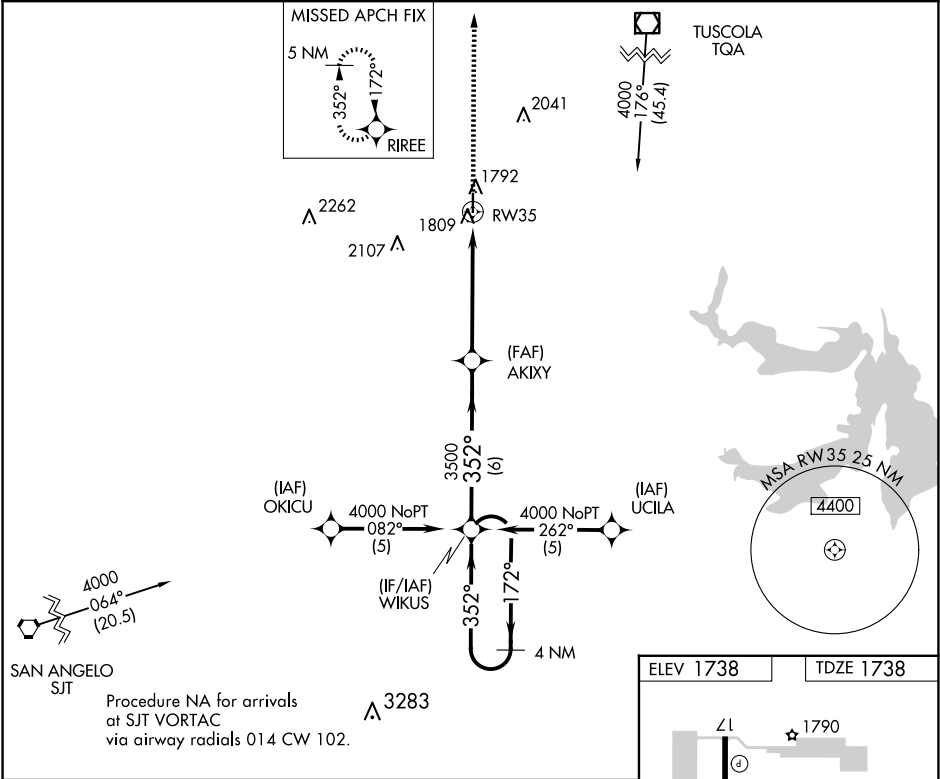 MISSED APCH FIX
5 NM
352°
172°
RIREE
TUSCOLA
TQA
4000
176°
(45.4)
2041
1792
2262
1809
RW35
2107
(FAF)
AKIXY
3500
352°
(6)
MSA RW35 25 NM
4400
(IAF)
OKICU
4000 NoPT
082°
(5)
4000 NoPT
262°
(5)
(IAF)
UCILA
(IF/IAF)
WIKUS
352°
172°
4 NM
4000
064°
(20.5)
SAN ANGELO
SJT
Procedure NA for arrivals
at SJT VORTAC
via airway radials 014 CW 102.
3283
ELEV 1738
TDZE 1738
17
1790
P